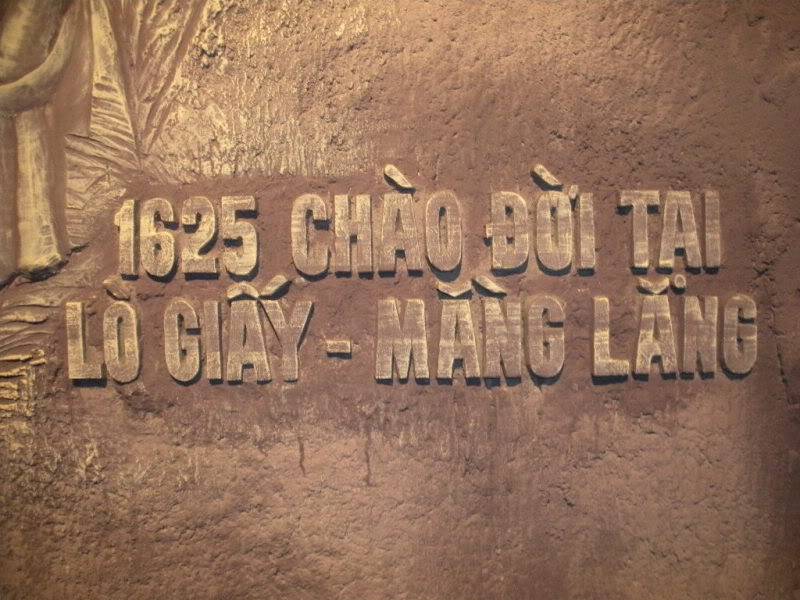 1625 CHÀO ĐỜI TẠI
LÒ GIẤY - MẰNG LĂNG